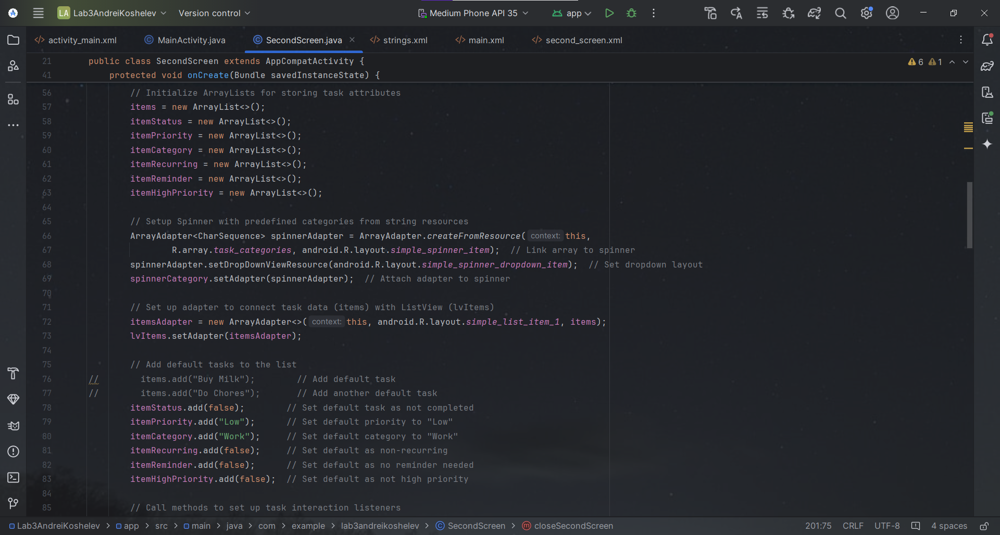 LA Lab3AndreiKoshelev Version control Medium Phone API 35 app
activity_main.xml MainActivity.java SecondScreen.java strings.xml main.xml second_screen.xml
21 public class SecondScreen extends AppCompatActivity { 6 1
41 protected void onCreate(Bundle savedInstanceState) {
56 // Initialize ArrayLists for storing task attributes
57 items = new ArrayList<>();
58 itemStatus = new ArrayList<>();
59 itemPriority = new ArrayList<>();
60 itemCategory = new ArrayList<>();
61 itemRecurring = new ArrayList<>();
62 itemReminder = new ArrayList<>();
63 itemHighPriority = new ArrayList<>();
64
65 // Setup Spinner with predefined categories from string resources
66 ArrayAdapter<CharSequence> spinnerAdapter = ArrayAdapter.createFromResource( context: this,
67 R.array.task_categories, android.R.layout.simple_spinner_item); // Link array to spinner
68 spinnerAdapter.setDropDownViewResource(android.R.layout.simple_spinner_dropdown_item); // Set dropdown layout
69 spinnerCategory.setAdapter(spinnerAdapter); // Attach adapter to spinner
70
71 // Set up adapter to connect task data (items) with ListView (lvItems)
72 itemsAdapter = new ArrayAdapter<>( context: this, android.R.layout.simple_list_item_1, items);
73 lvItems.setAdapter(itemsAdapter);
74
75 // Add default tasks to the list
76 // items.add("Buy Milk"); // Add default task
77 // items.add("Do Chores"); // Add another default task
78 itemStatus.add(false); // Set default task as not completed
79 itemPriority.add("Low"); // Set default priority to "Low"
80 itemCategory.add("Work"); // Set default category to "Work"
81 itemRecurring.add(false); // Set default as non-recurring
82 itemReminder.add(false); // Set default as no reminder needed
83 itemHighPriority.add(false); // Set default as not high priority
84
85 // Call methods to set up task interaction listeners
Lab3AndreiKoshelev > app > src > main > java > com > example > lab3andreikoshelev > SecondScreen > closeSecondScreen 201:75 CRLF UTF-8 4 spaces